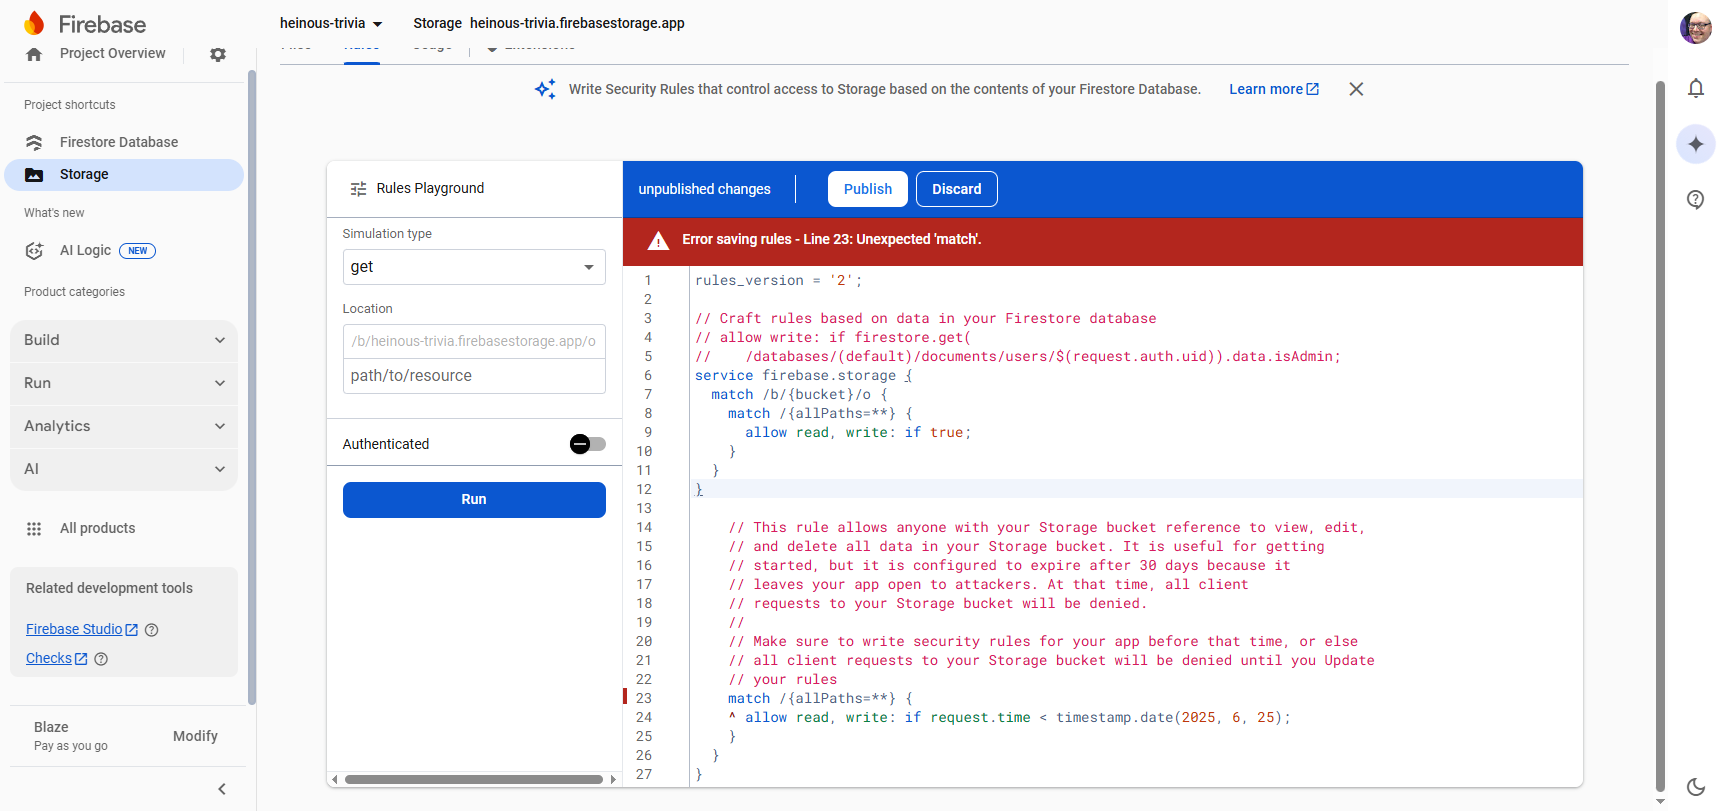 Firebase
heinous-trivia
Storage heinous-trivia.firebasestorage.app
Project Overview
Project shortcuts
Firestore Database
Storage
What's new
AI Logic NEW
Product categories
Build
Run
Analytics
AI
All products
Related development tools
Firebase Studio
Checks
Blaze
Pay as you go
Modify
Rules
Usage
Extensions
Write Security Rules that control access to Storage based on the contents of your Firestore Database. Learn more
Rules Playground
Simulation type
get
Location
/b/heinous-trivia.firebasestorage.app/o
path/to/resource
Authenticated
Run
unpublished changes
Publish
Discard
Error saving rules - Line 23: Unexpected 'match'.
1 rules_version = '2';
2
3 // Craft rules based on data in your Firestore database
4 // allow write: if firestore.get(
5 //    /databases/(default)/documents/users/$(request.auth.uid)).data.isAdmin;
6 service firebase.storage {
7   match /b/{bucket}/o {
8     match /{allPaths=**} {
9       allow read, write: if true;
10     }
11   }
12 }
13
14     // This rule allows anyone with your Storage bucket reference to view, edit,
15     // and delete all data in your Storage bucket. It is useful for getting
16     // started, but it is configured to expire after 30 days because it
17     // leaves your app open to attackers. At that time, all client
18     // requests to your Storage bucket will be denied.
19     //
20     // Make sure to write security rules for your app before that time, or else
21     // all client requests to your Storage bucket will be denied until you Update
22     // your rules
23     match /{allPaths=**} {
24     ^ allow read, write: if request.time < timestamp.date(2025, 6, 25);
25     }
26   }
27 }